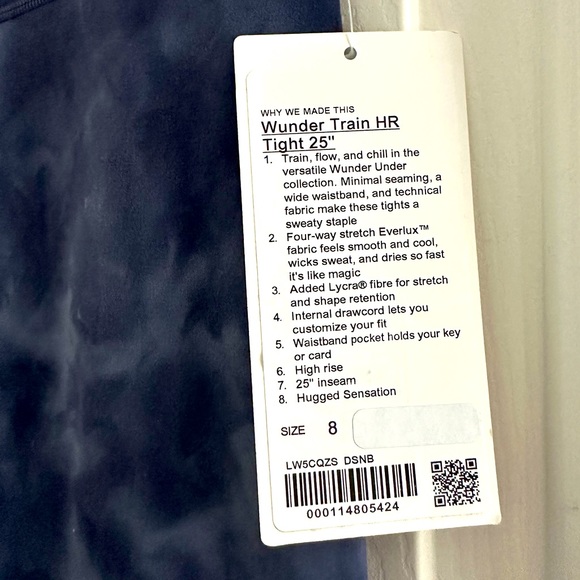 WHY WE MADE THIS
Wunder Train HR
Tight 25"
1. Train, flow, and chill in the
versatile Wunder Under
collection. Minimal seaming, a
wide waistband, and technical
fabric make these tights a
sweaty staple
2. Four-way stretch Everlux™
fabric feels smooth and cool,
wicks sweat, and dries so fast
it's like magic
3. Added Lycra® fibre for stretch
and shape retention
4. Internal drawcord lets you
customize your fit
5. Waistband pocket holds your key
or card
6. High rise
7. 25" inseam
8. Hugged Sensation
SIZE 8
LW5CQZS DSNB
000114805424